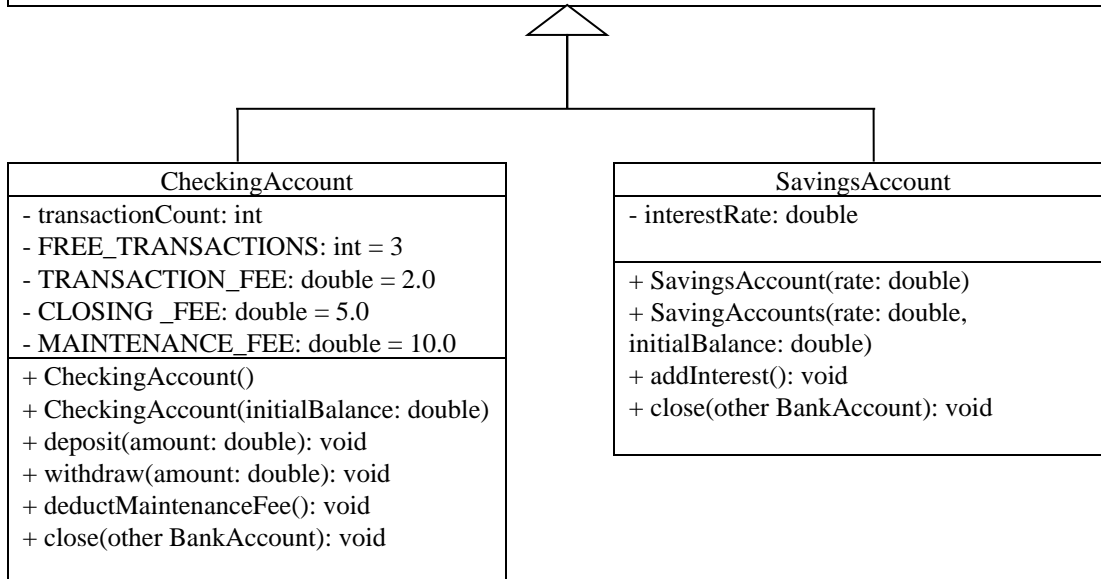 CheckingAccount
- transactionCount: int
- FREE_TRANSACTIONS: int = 3
- TRANSACTION_FEE: double = 2.0
- CLOSING _FEE: double = 5.0
- MAINTENANCE_FEE: double = 10.0
+ CheckingAccount()
+ CheckingAccount(initialBalance: double)
+ deposit(amount: double): void
+ withdraw(amount: double): void
+ deductMaintenanceFee(): void
+ close(other BankAccount): void
SavingsAccount
- interestRate: double
+ SavingsAccount(rate: double)
+ SavingAccounts(rate: double,
initialBalance: double)
+ addInterest(): void
+ close(other BankAccount): void